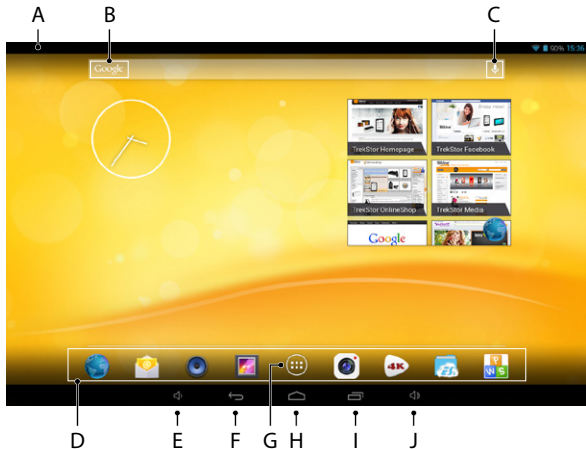 A B C
90% 15:36
Google
TrekStor Homepage TrekStor Facebook
TrekStor OnlineShop TrekStor Media
Google
4K
P
W S
D E F G H I J